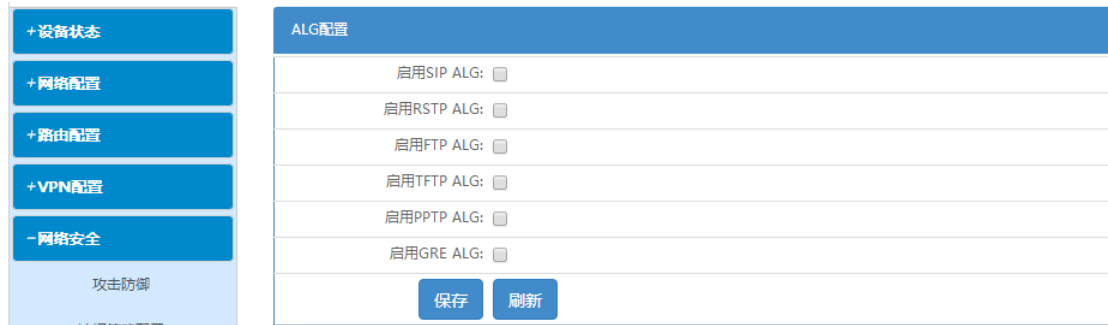 +设备状态
+网络配置
+路由配置
+VPN配置
-网络安全
攻击防御
ALG配置
启用SIP ALG:
启用RSTP ALG:
启用FTP ALG:
启用TFTP ALG:
启用PPTP ALG:
启用GRE ALG:
保存 刷新